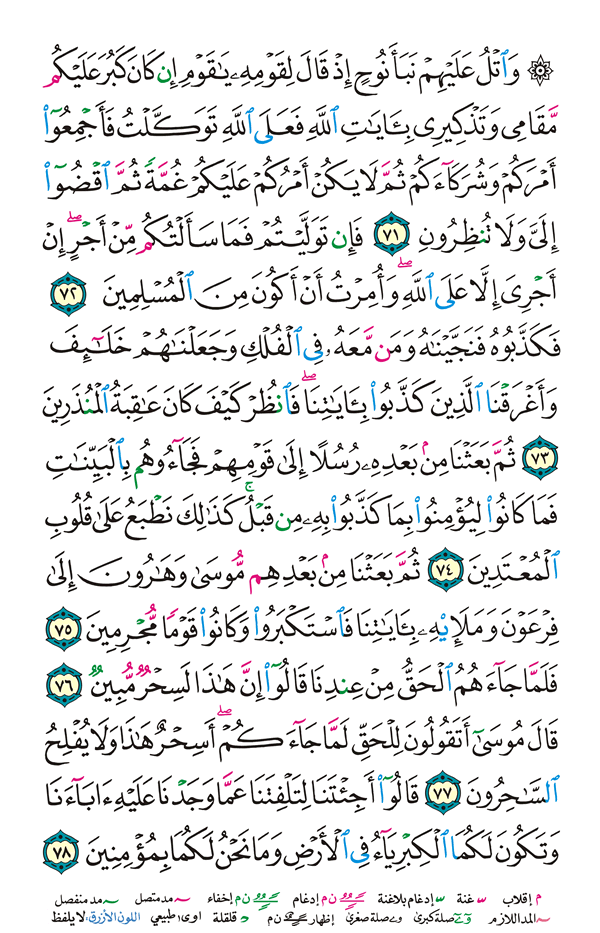 ۞ وَٱتۡلُ عَلَيۡهِمۡ نَبَأَ نُوحٍ إِذۡ قَالَ لِقَوۡمِهِۦ يَٰقَوۡمِ إِن كَانَ كَبُرَ عَلَيۡكُم
مَّقَامِي وَتَذۡكِيرِي بِـَٔايَٰتِ ٱللَّهِ فَعَلَى ٱللَّهِ تَوَكَّلۡتُ فَأَجۡمِعُوٓاْ
أَمۡرَكُمۡ وَشُرَكَآءَكُمۡ ثُمَّ لَا يَكُنۡ أَمۡرُكُمۡ عَلَيۡكُمۡ غُمَّةٗ ثُمَّ ٱقۡضُوٓاْ
إِلَيَّ وَلَا تُنظِرُونِ ٧١ فَإِن تَوَلَّيۡتُمۡ فَمَا سَأَلۡتُكُم مِّنۡ أَجۡرٍۖ إِنۡ
أَجۡرِيَ إِلَّا عَلَى ٱللَّهِۖ وَأُمِرۡتُ أَنۡ أَكُونَ مِنَ ٱلۡمُسۡلِمِينَ ٧٢
فَكَذَّبُوهُ فَنَجَّيۡنَٰهُ وَمَن مَّعَهُۥ فِي ٱلۡفُلۡكِ وَجَعَلۡنَٰهُمۡ خَلَٰٓئِفَ
وَأَغۡرَقۡنَا ٱلَّذِينَ كَذَّبُواْ بِـَٔايَٰتِنَاۖ فَٱنظُرۡ كَيۡفَ كَانَ عَٰقِبَةُ ٱلۡمُنذَرِينَ
٧٣ ثُمَّ بَعَثۡنَا مِنۢ بَعۡدِهِۦ رُسُلًا إِلَىٰ قَوۡمِهِمۡ فَجَآءُوهُم بِٱلۡبَيِّنَٰتِ
فَمَا كَانُواْ لِيُؤۡمِنُواْ بِمَا كَذَّبُواْ بِهِۦ مِن قَبۡلُۚ كَذَٰلِكَ نَطۡبَعُ عَلَىٰ قُلُوبِ
ٱلۡمُعۡتَدِينَ ٧٤ ثُمَّ بَعَثۡنَا مِنۢ بَعۡدِهِم مُّوسَىٰ وَهَٰرُونَ إِلَىٰ
فِرۡعَوۡنَ وَمَلَإِيْهِۦ بِـَٔايَٰتِنَا فَٱسۡتَكۡبَرُواْ وَكَانُواْ قَوۡمٗا مُّجۡرِمِينَ ٧٥
فَلَمَّا جَآءَهُمُ ٱلۡحَقُّ مِنۡ عِندِنَا قَالُوٓاْ إِنَّ هَٰذَا لَسِحۡرٞ مُّبِينٞ ٧٦
قَالَ مُوسَىٰٓ أَتَقُولُونَ لِلۡحَقِّ لَمَّا جَآءَكُمۡۖ أَسِحۡرٌ هَٰذَا وَلَا يُفۡلِحُ
ٱلسَّٰحِرُونَ ٧٧ قَالُوٓاْ أَجِئۡتَنَا لِتَلۡفِتَنَا عَمَّا وَجَدۡنَا عَلَيۡهِ ءَابَآءَنَا
وَتَكُونَ لَكُمَا ٱلۡكِبۡرِيَآءُ فِي ٱلۡأَرۡضِ وَمَا نَحۡنُ لَكُمَا بِمُؤۡمِنِينَ ٧٨
م إقلاب غنة إدغام بلاغنة ن م إدغام ن م إخفاء مد متصل مد منفصل
المد اللازم صلة كبرى صلة صغرى إظهار ن م قلقلة اوى طبيعي اللون الأزرق: لا يلفظ